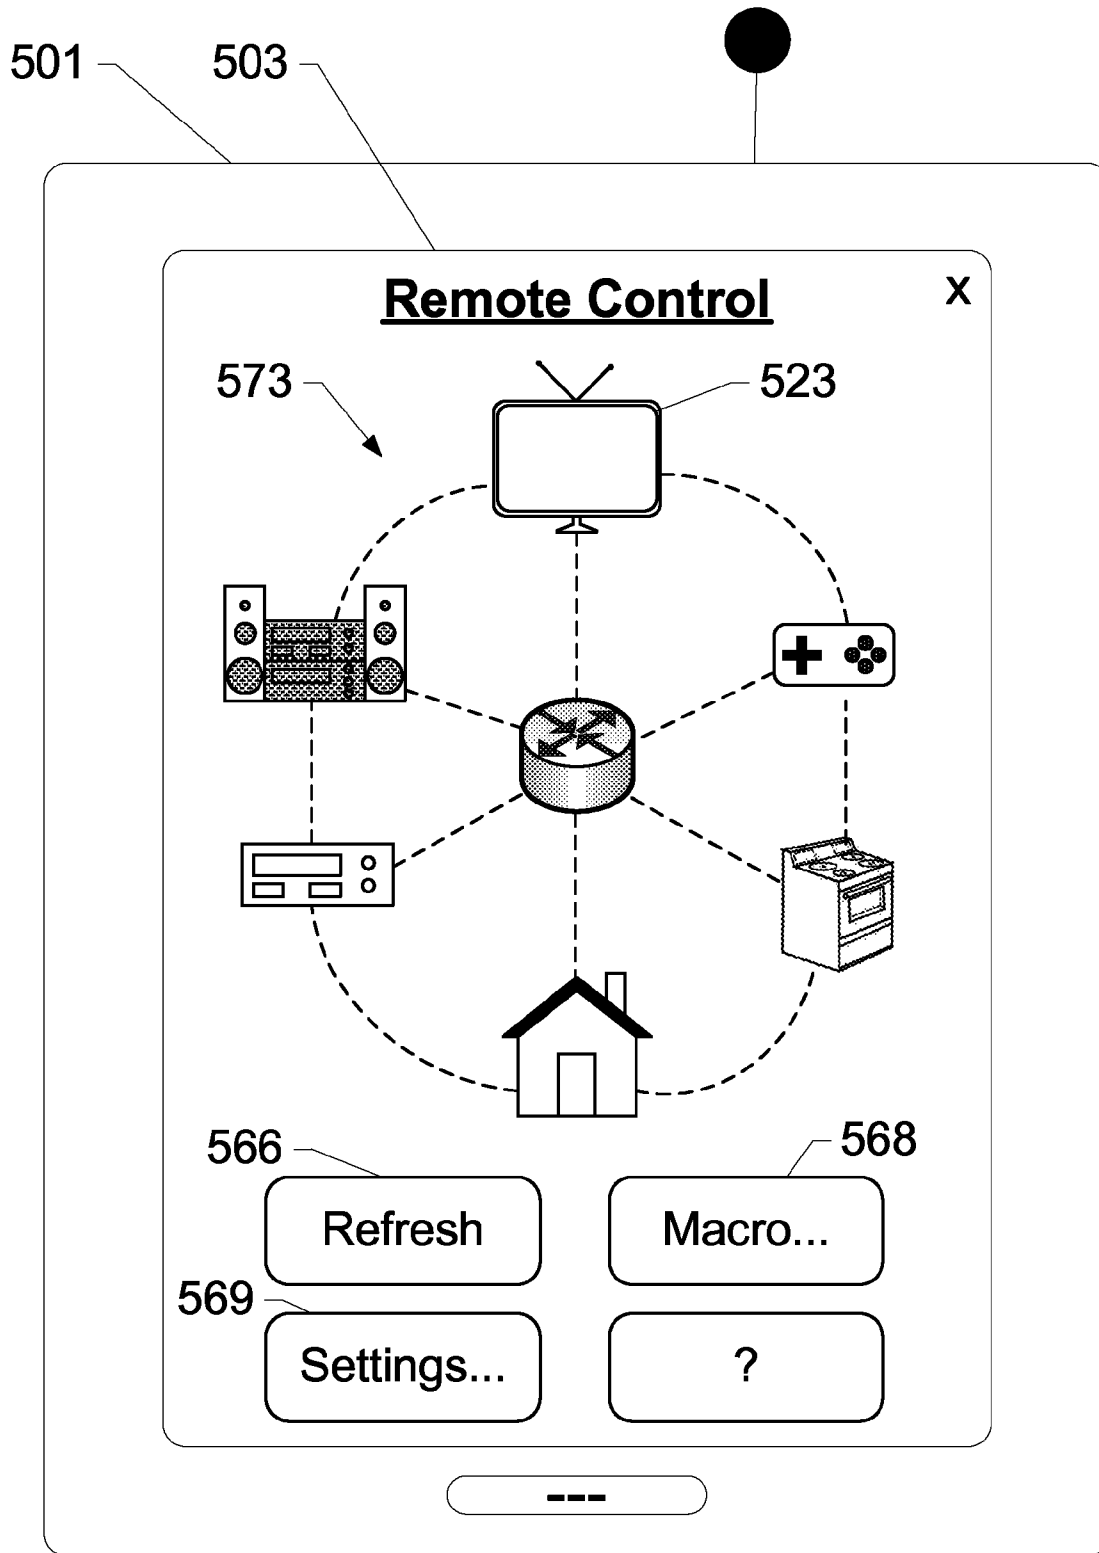 501
503
Remote Control
X
573
523
566
568
Refresh
Macro...
569
Settings...
?
---